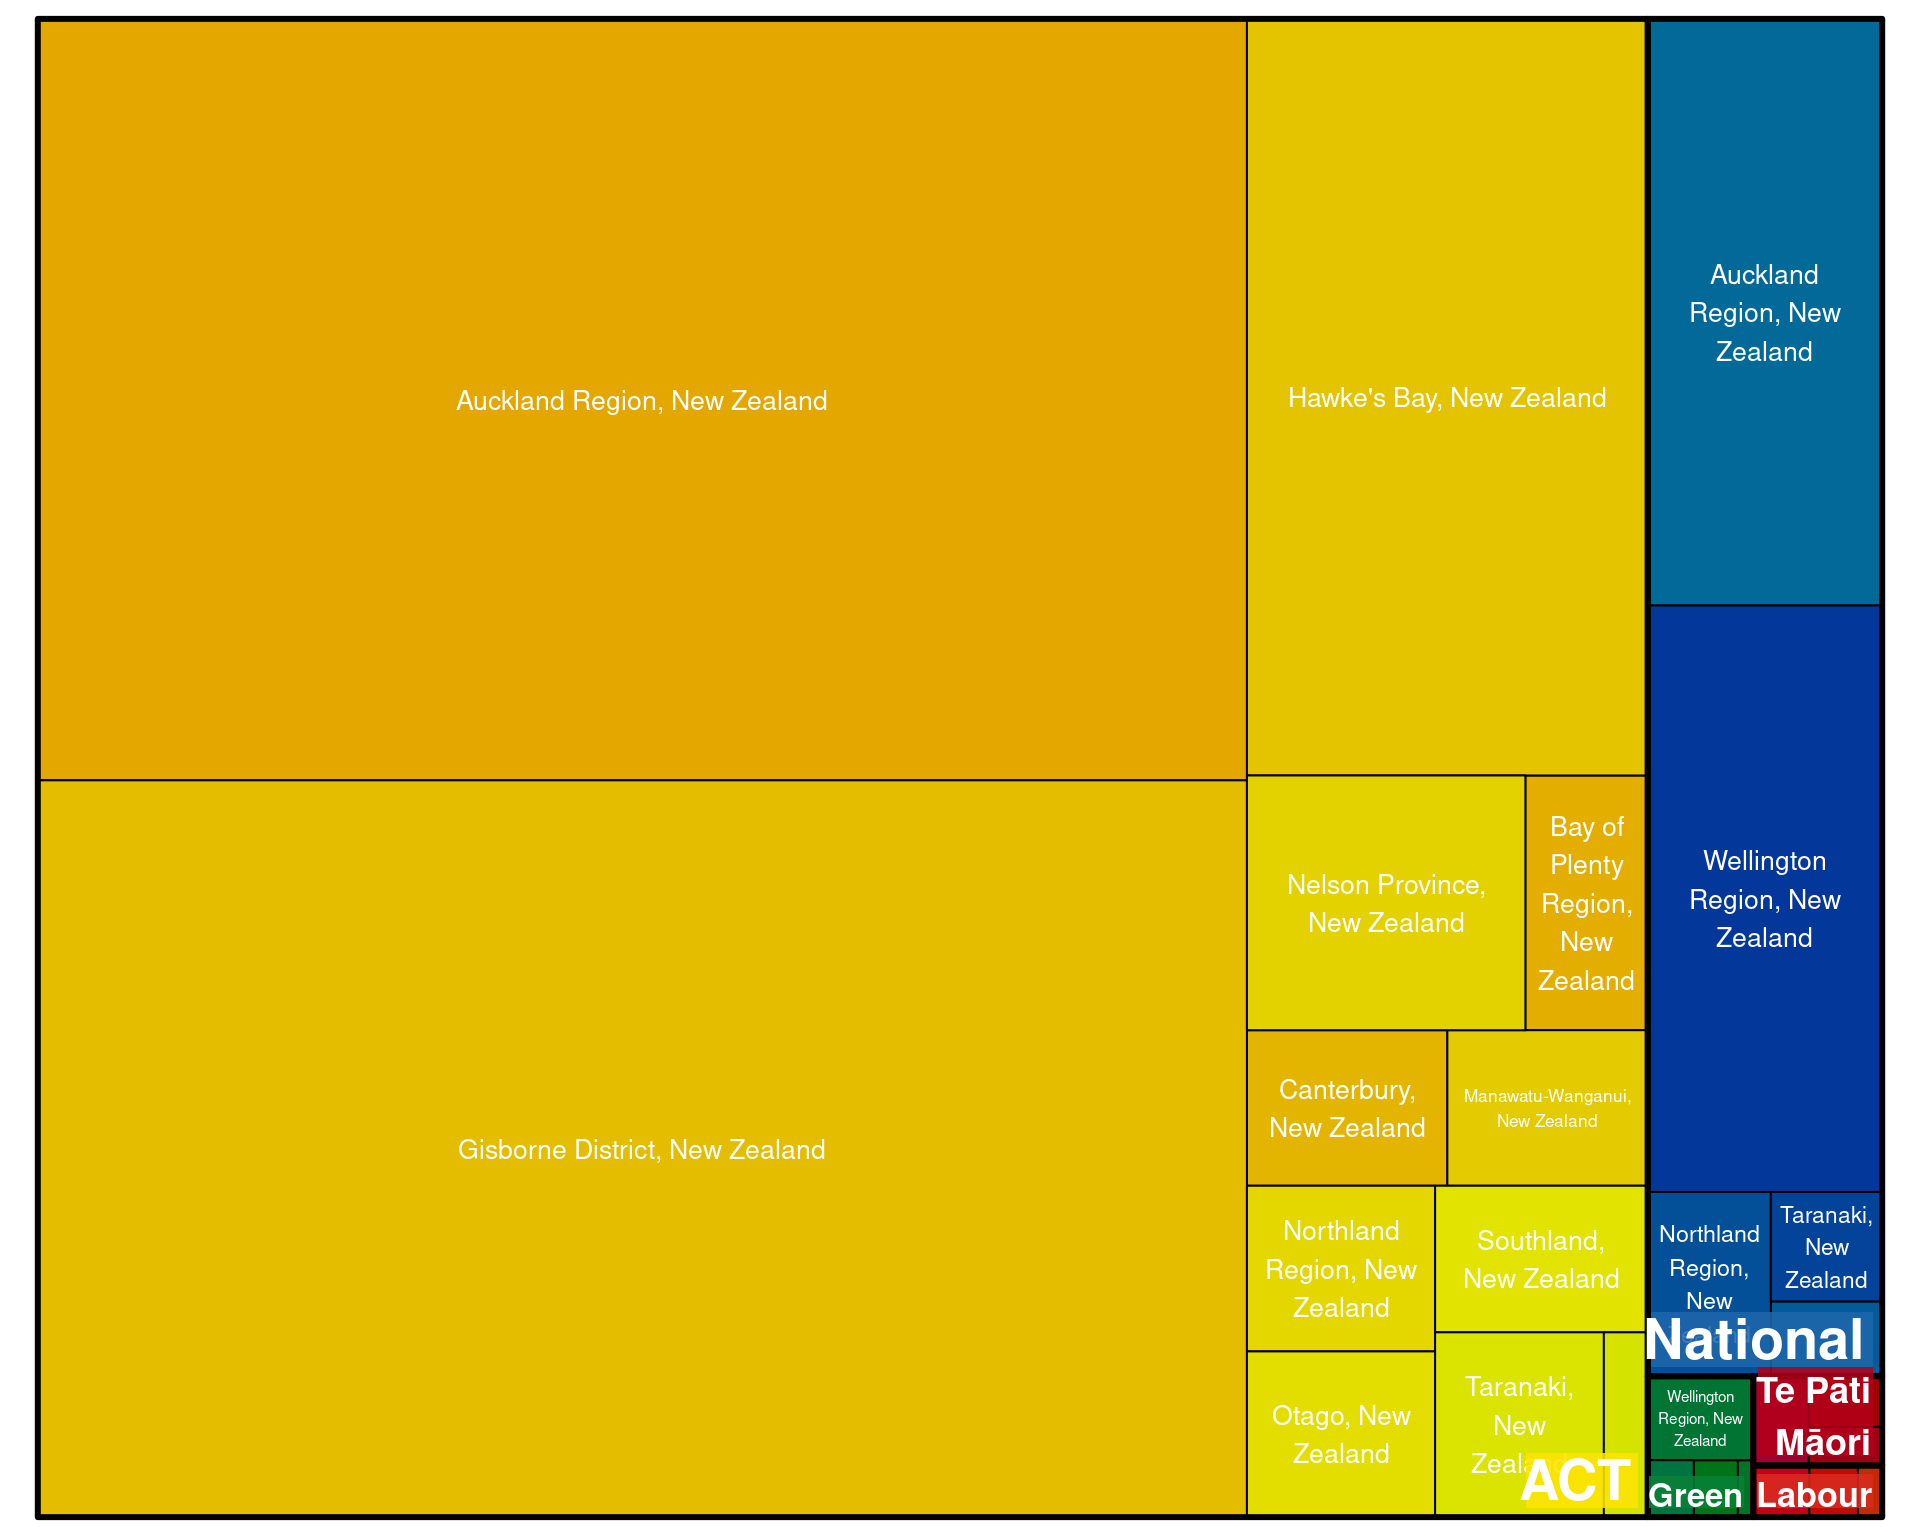 Auckland Region, New Zealand
Gisborne District, New Zealand
Hawke's Bay, New Zealand
Nelson Province,
New Zealand
Bay of
Plenty
Region,
New
Zealand
Canterbury,
New Zealand
Manawatu-Wanganui,
New Zealand
Northland
Region, New
Zealand
Southland,
New Zealand
Otago, New
Zealand
Taranaki,
New
ACT
Auckland
Region, New
Zealand
Wellington
Region, New
Zealand
Northland
Region,
New
Taranaki,
New
Zealand
National
Wellington
Region, New
Zealand
Green
Te Pāti
Māori
Labour